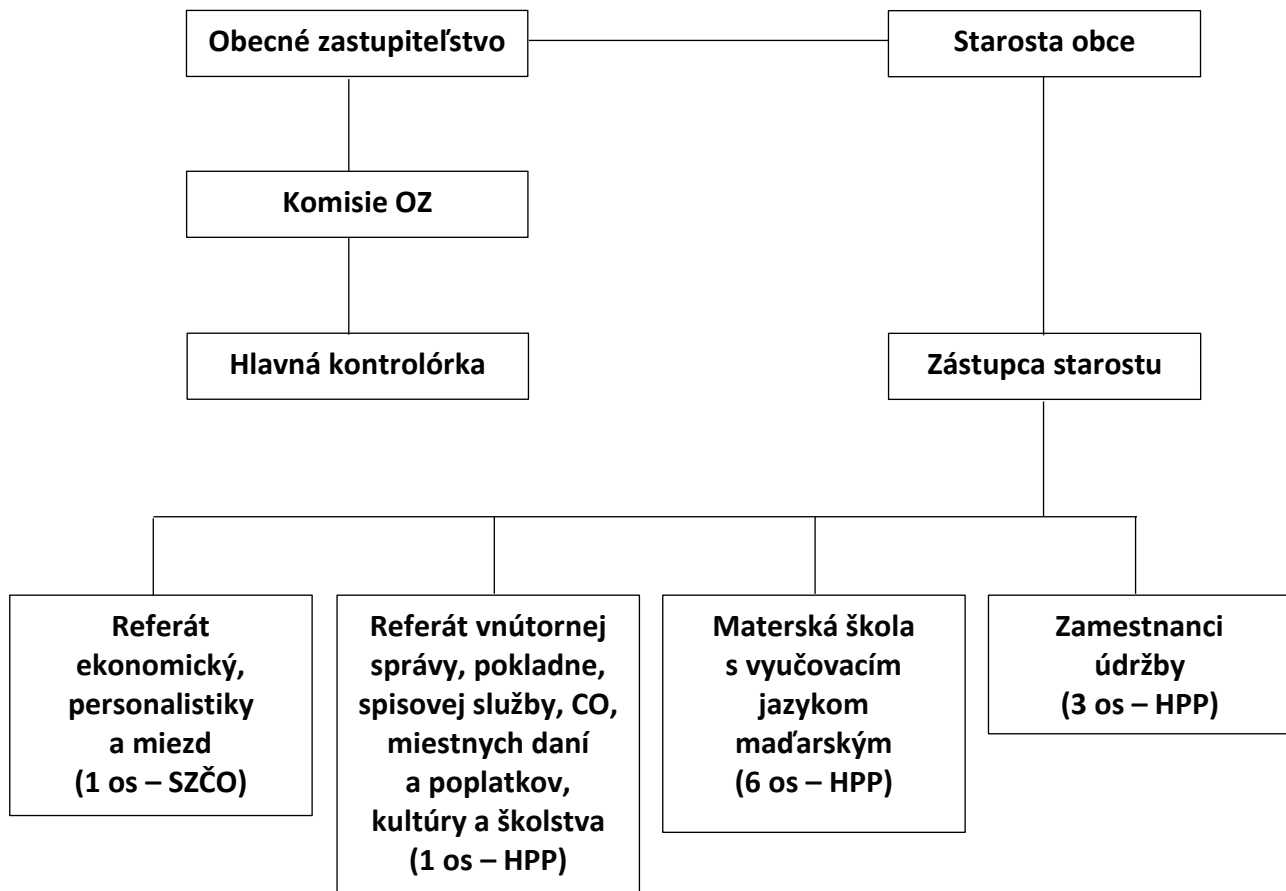 Obecné zastupiteľstvo
Starosta obce
Komisie OZ
Hlavná kontrolórka
Zástupca starostu
Referát
ekonomický,
personalistiky
a miezd
(1 os – SZČO)
Referát vnútornej
správy, pokladne,
spisovej služby, CO,
miestnych daní
a poplatkov,
kultúry a školstva
(1 os – HPP)
Materská škola
s vyučovacím
jazykom
maďarským
(6 os – HPP)
Zamestnanci
údržby
(3 os – HPP)